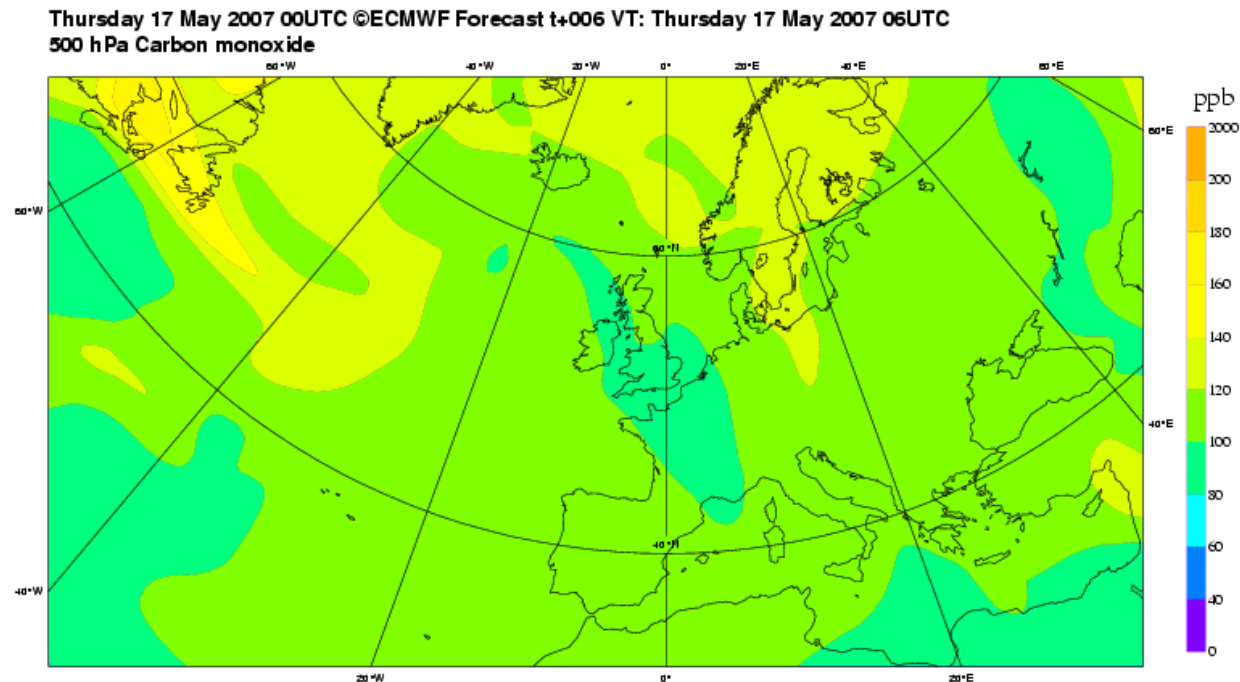 Thursday 17 May 2007 00UTC ©ECMWF Forecast t+006 VT: Thursday 17 May 2007 06UTC
500 hPa Carbon monoxide
60°W 40°W 20°W 0° 20°E 40°E 60°E
ppb
2000
60°E
200
60°W
180
60°N
160
140
120
40°E
100
80
40°N
60
40°W
40
0
20°W 0° 20°E